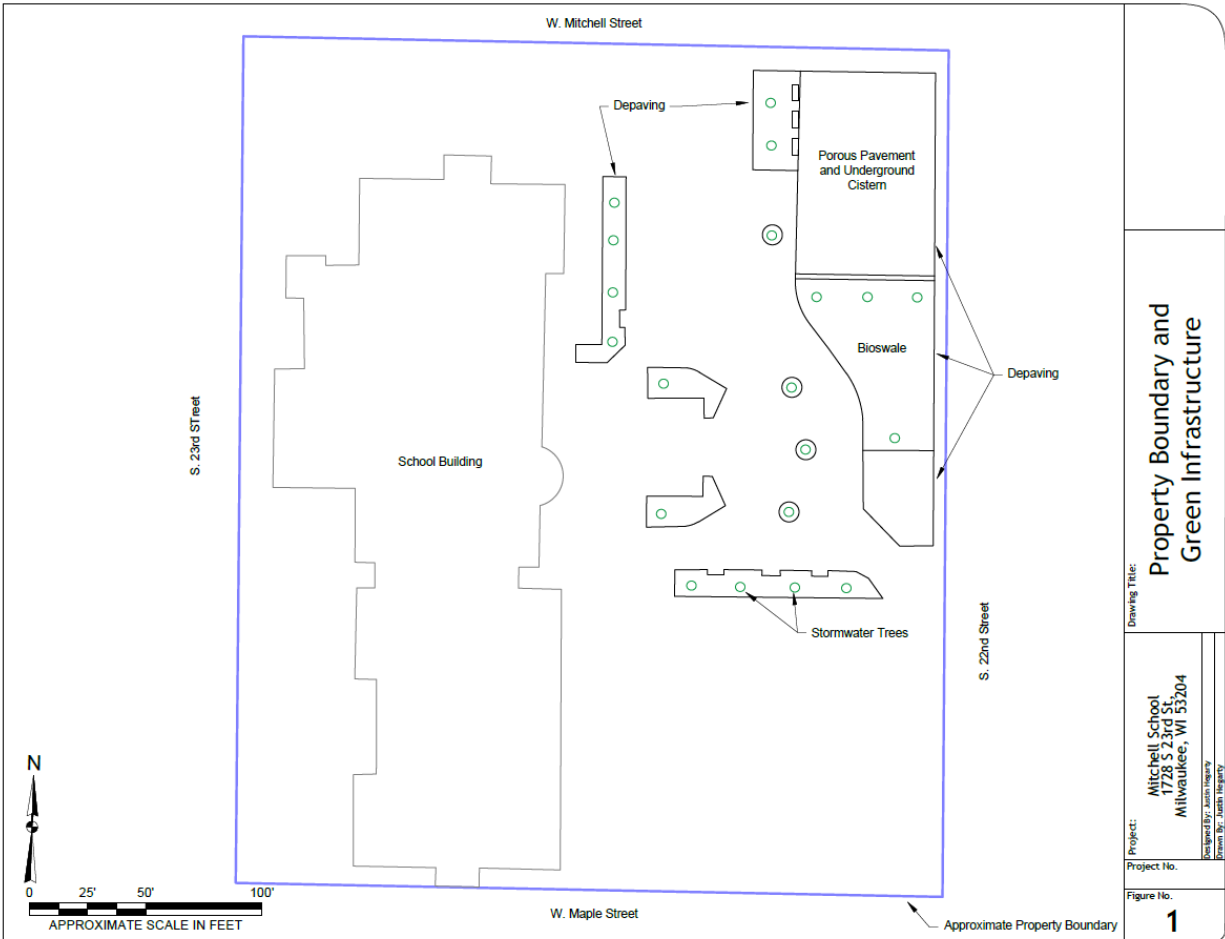 W. Mitchell Street
Depaving
Porous Pavement
and Underground
Cistern
Bioswale
Depaving
S. 23rd STreet
School Building
Stormwater Trees
S. 22nd Street
N
0 25' 50' 100'
APPROXIMATE SCALE IN FEET
W. Maple Street
Approximate Property Boundary
Drawing Title:
Property Boundary and
Green Infrastructure
Project:
Mitchell School
1728 S 23rd St,
Milwaukee, WI 53204
Designed By: Justin Hegarty
Drawn By: Justin Hegarty
Project No.
Figure No.
1